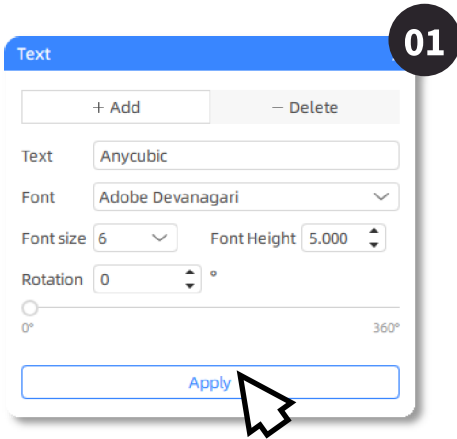 01
Text
+ Add
− Delete
Text Anycubic
Font Adobe Devanagari
Font size 6 Font Height 5.000
Rotation 0 °
0° 360°
Apply